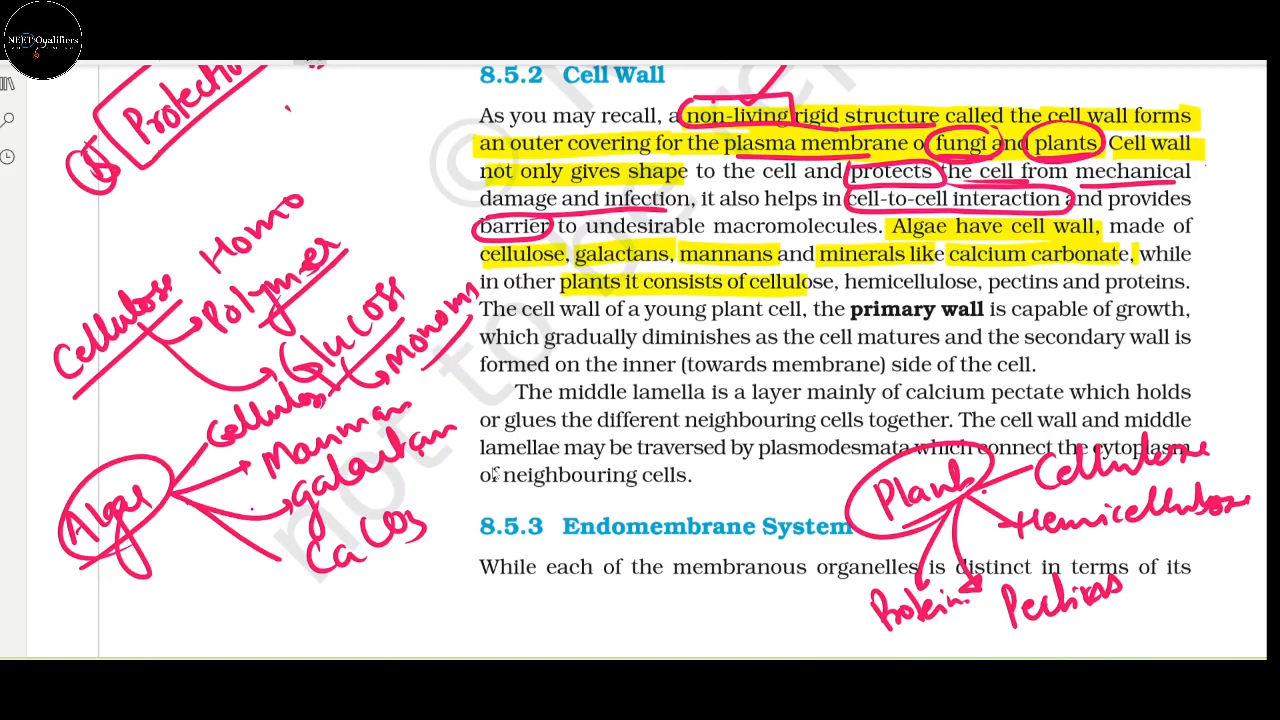 NEET Qualifiers
Protection
8.5.2 Cell Wall
As you may recall, a non-living rigid structure called the cell wall forms
an outer covering for the plasma membrane of fungi and plants. Cell wall
not only gives shape to the cell and protects the cell from mechanical
damage and infection, it also helps in cell-to-cell interaction and provides
barrier to undesirable macromolecules. Algae have cell wall, made of
cellulose, galactans, mannans and minerals like calcium carbonate, while
in other plants it consists of cellulose, hemicellulose, pectins and proteins.
The cell wall of a young plant cell, the primary wall is capable of growth,
which gradually diminishes as the cell matures and the secondary wall is
formed on the inner (towards membrane) side of the cell.
The middle lamella is a layer mainly of calcium pectate which holds
or glues the different neighbouring cells together. The cell wall and middle
lamellae may be traversed by plasmodesmata which connect the cytoplasm
of neighbouring cells.
8.5.3 Endomembrane System
While each of the membranous organelles is distinct in terms of its
Homo
Cellulose
Polymer
Glucose
Monom
Algae
Cellulose
Mannan
galactan
CaCO3
Plant
Cellulose
Hemicellulose
Protein
Pectins
not to be